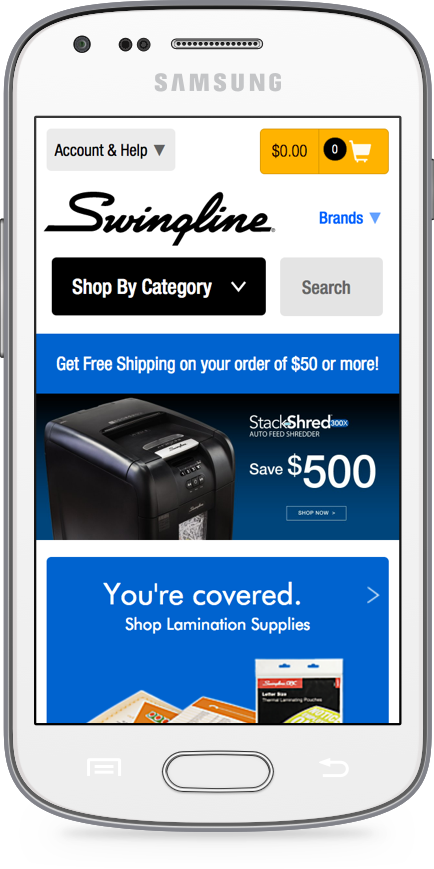 SAMSUNG
Account & Help ▼
$0.00 0
Swingline
Brands ▼
Shop By Category
Search
Get Free Shipping on your order of $50 or more!
Stack&Shred 300X
AUTO FEED SHREDDER
Save $500
SHOP NOW >
You're covered.
Shop Lamination Supplies
Swingline GBC
Letter Size
Thermal Laminating Pouches